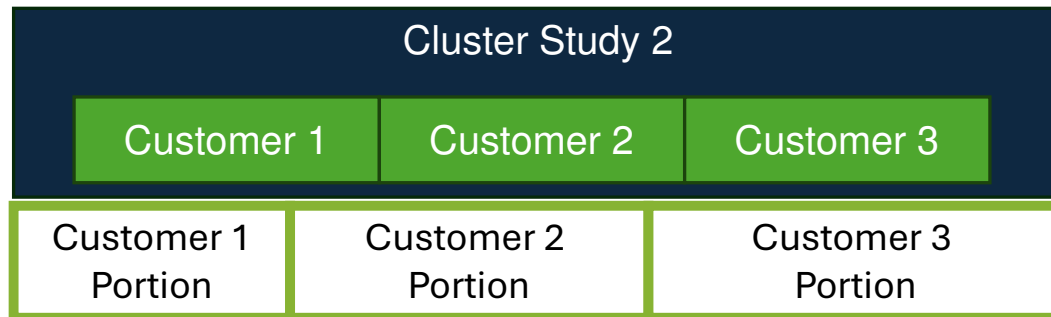 Cluster Study 2
Customer 1
Customer 2
Customer 3
Customer 1
Portion
Customer 2
Portion
Customer 3
Portion